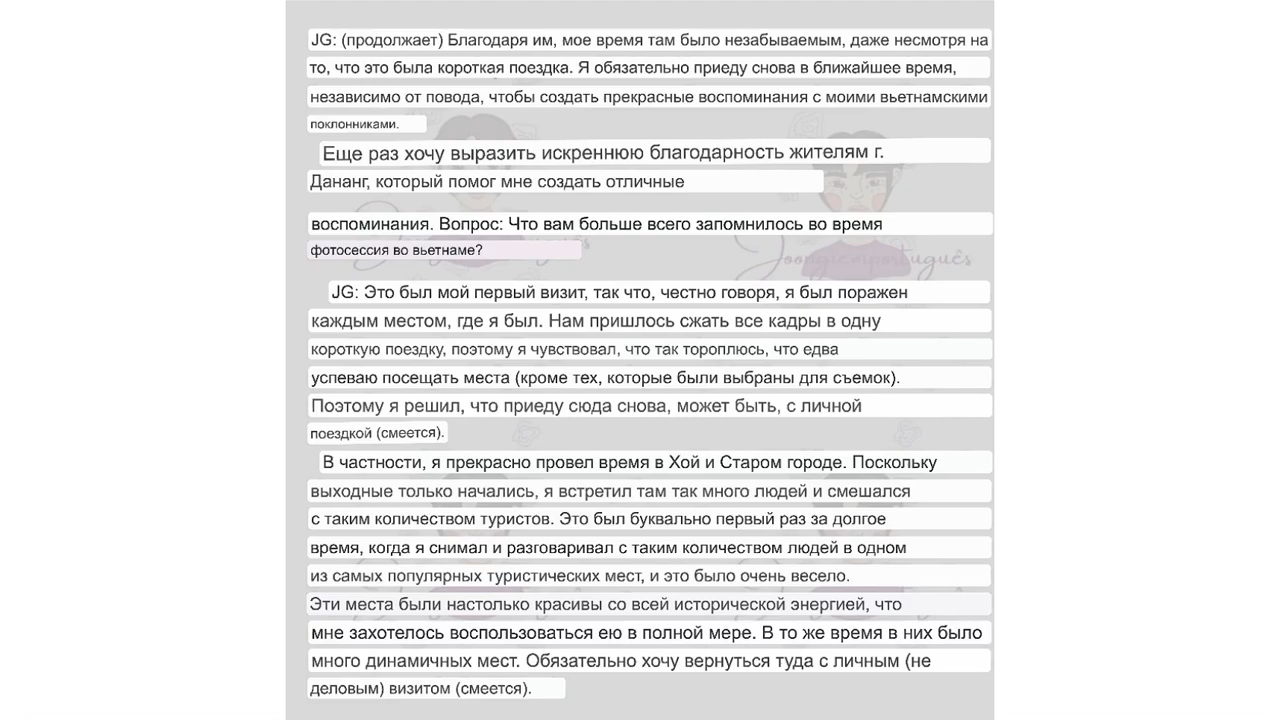 JG: (продолжает) Благодаря им, мое время там было незабываемым, даже несмотря на
то, что это была короткая поездка. Я обязательно приеду снова в ближайшее время,
независимо от повода, чтобы создать прекрасные воспоминания с моими вьетнамскими
поклонниками.
Еще раз хочу выразить искреннюю благодарность жителям г.
Дананг, который помог мне создать отличные
воспоминания. Вопрос: Что вам больше всего запомнилось во время
фотосессия во вьетнаме?
JG: Это был мой первый визит, так что, честно говоря, я был поражен
каждым местом, где я был. Нам пришлось сжать все кадры в одну
короткую поездку, поэтому я чувствовал, что так тороплюсь, что едва
успеваю посещать места (кроме тех, которые были выбраны для съемок).
Поэтому я решил, что приеду сюда снова, может быть, с личной
поездкой (смеется).
В частности, я прекрасно провел время в Хой и Старом городе. Поскольку
выходные только начались, я встретил там так много людей и смешался
с таким количеством туристов. Это был буквально первый раз за долгое
время, когда я снимал и разговаривал с таким количеством людей в одном
из самых популярных туристических мест, и это было очень весело.
Эти места были настолько красивы со всей исторической энергией, что
мне захотелось воспользоваться ею в полной мере. В то же время в них было
много динамичных мест. Обязательно хочу вернуться туда с личным (не
деловым) визитом (смеется).